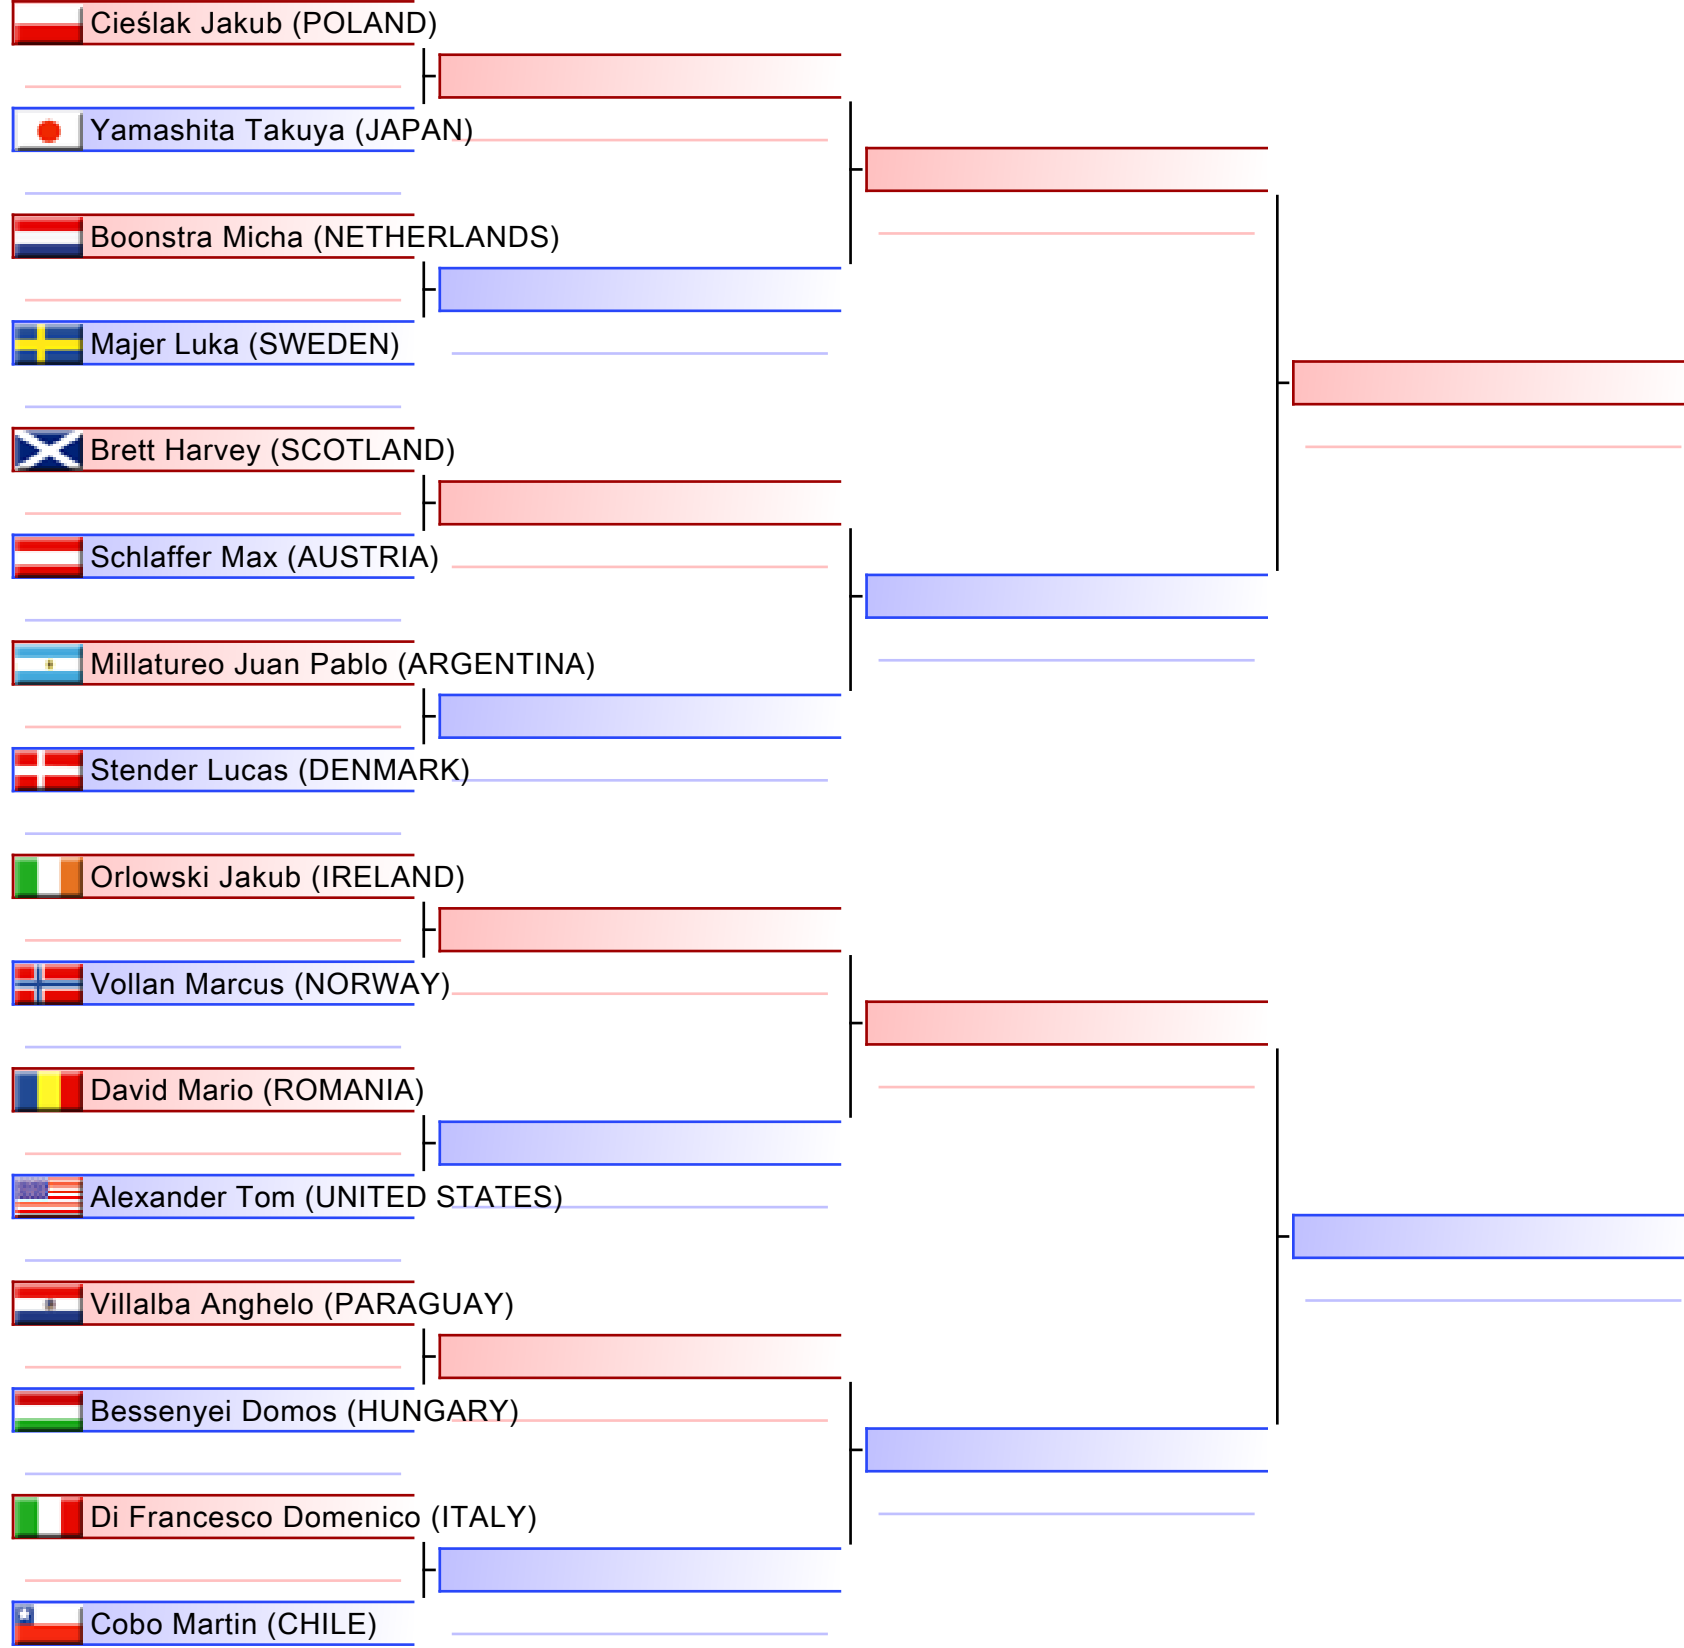 Cieślak Jakub (POLAND)
Yamashita Takuya (JAPAN)
Boonstra Micha (NETHERLANDS)
Majer Luka (SWEDEN)
Brett Harvey (SCOTLAND)
Schlaffer Max (AUSTRIA)
Millatureo Juan Pablo (ARGENTINA)
Stender Lucas (DENMARK)
Orlowski Jakub (IRELAND)
Vollan Marcus (NORWAY)
David Mario (ROMANIA)
Alexander Tom (UNITED STATES)
Villalba Anghelo (PARAGUAY)
Bessenyei Domos (HUNGARY)
Di Francesco Domenico (ITALY)
Cobo Martin (CHILE)